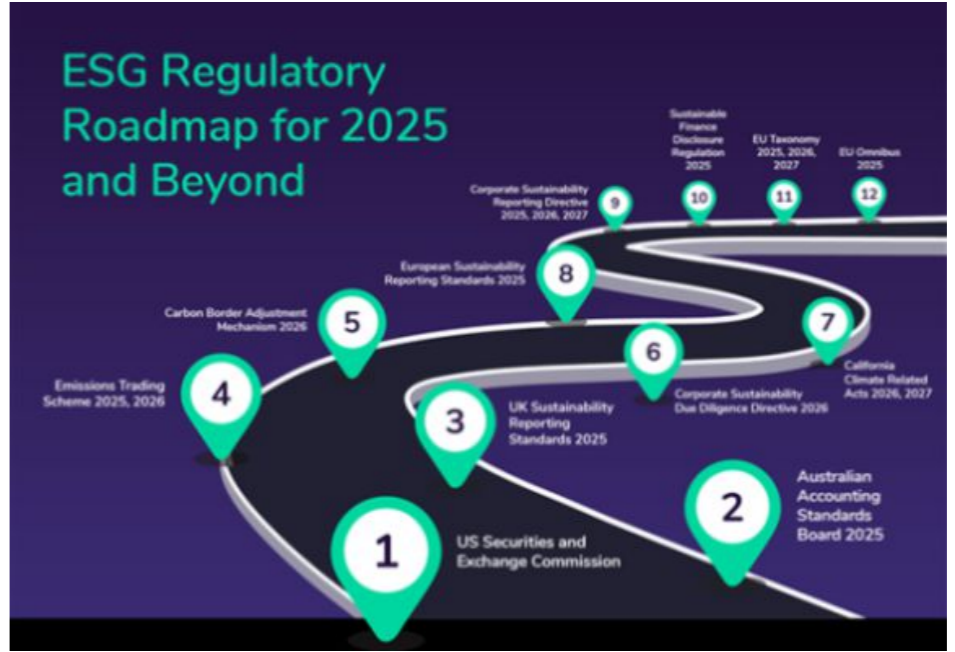 ESG Regulatory
Roadmap for 2025
and Beyond
1
US Securities and
Exchange Commission
2
Australian
Accounting
Standards
Board 2025
3
UK Sustainability
Reporting
Standards 2025
4
Emissions Trading
Scheme 2025, 2026
5
Carbon Border Adjustment
Mechanism 2026
6
Corporate Sustainability
Due Diligence Directive 2026
7
California
Climate Related
Acts 2026, 2027
8
European Sustainability
Reporting Standards 2025
9
Corporate Sustainability
Reporting Directive
2025, 2026, 2027
10
Sustainable
Finance
Disclosure
Regulation
2025
11
EU Taxonomy
2025, 2026,
2027
12
EU Omnibus
2025